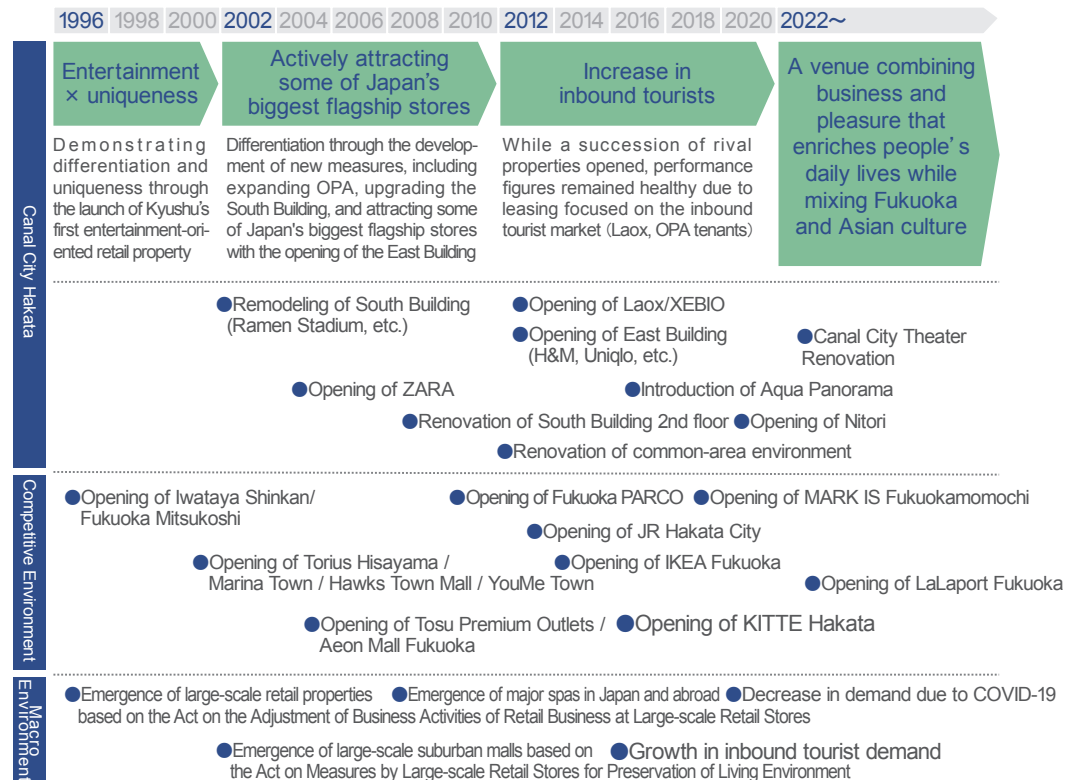 1996 1998 2000 2002 2004 2006 2008 2010 2012 2014 2016 2018 2020 2022～
Canal City Hakata
Entertainment
× uniqueness
Demonstrating
differentiation and
uniqueness through
the launch of Kyushu's
first entertainment-ori-
ented retail property
Actively attracting
some of Japan's
biggest flagship stores
Differentiation through the develop-
ment of new measures, including
expanding OPA, upgrading the
South Building, and attracting some
of Japan's biggest flagship stores
with the opening of the East Building
Increase in
inbound tourists
While a succession of rival
properties opened, performance
figures remained healthy due to
leasing focused on the inbound
tourist market (Laox, OPA tenants)
A venue combining
business and
pleasure that
enriches people's
daily lives while
mixing Fukuoka
and Asian culture
●Remodeling of South Building
(Ramen Stadium, etc.)
●Opening of Laox/XEBIO
●Opening of East Building
(H&M, Uniqlo, etc.)
●Canal City Theater
Renovation
●Opening of ZARA
●Introduction of Aqua Panorama
●Renovation of South Building 2nd floor
●Opening of Nitori
●Renovation of common-area environment
Competitive Environment
●Opening of Iwataya Shinkan/
Fukuoka Mitsukoshi
●Opening of Fukuoka PARCO
●Opening of MARK IS Fukuokamomochi
●Opening of JR Hakata City
●Opening of Torius Hisayama /
Marina Town / Hawks Town Mall / YouMe Town
●Opening of IKEA Fukuoka
●Opening of LaLaport Fukuoka
●Opening of Tosu Premium Outlets /
Aeon Mall Fukuoka
●Opening of KITTE Hakata
Macro
Environment
●Emergence of large-scale retail properties
based on the Act on the Adjustment of Business Activities of Retail Business at Large-scale Retail Stores
●Emergence of major spas in Japan and abroad
●Decrease in demand due to COVID-19
●Emergence of large-scale suburban malls based on
the Act on Measures by Large-scale Retail Stores for Preservation of Living Environment
●Growth in inbound tourist demand